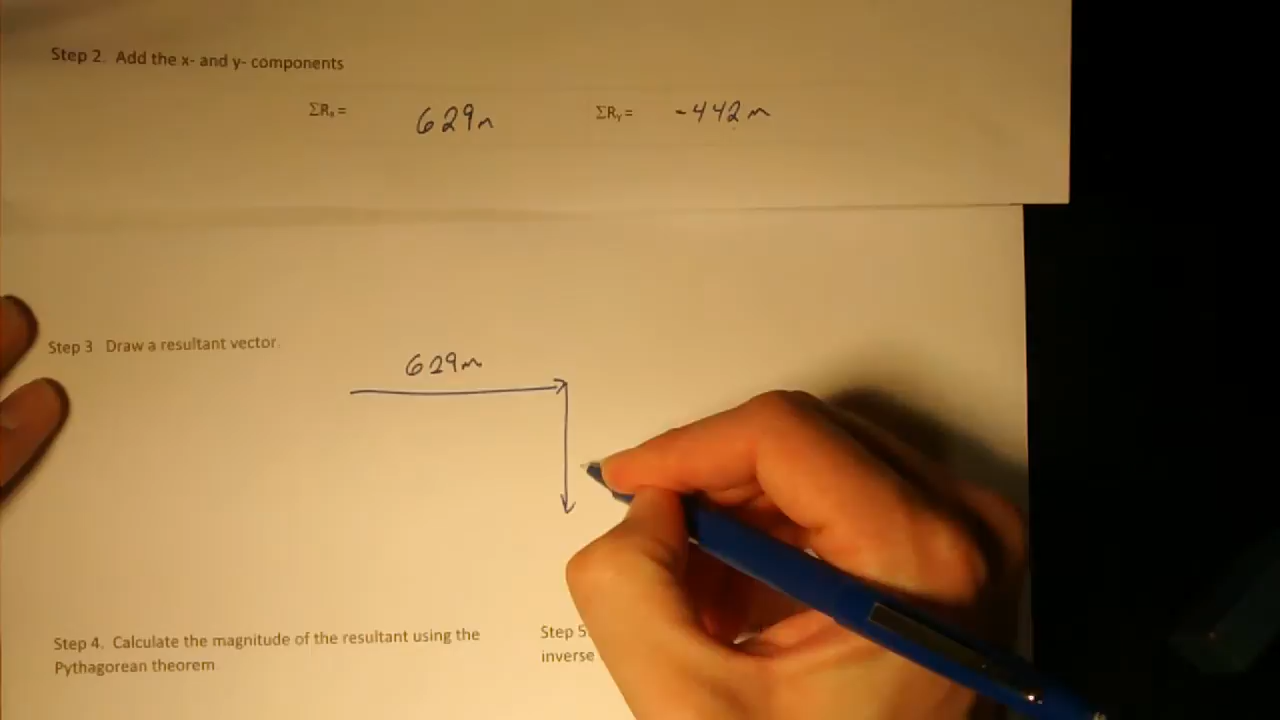 Step 2. Add the x- and y- components
ΣRₓ = 629m ΣRᵧ = -442m
Step 3 Draw a resultant vector.
629m
Step 4. Calculate the magnitude of the resultant using the
Pythagorean theorem
Step 5
inverse